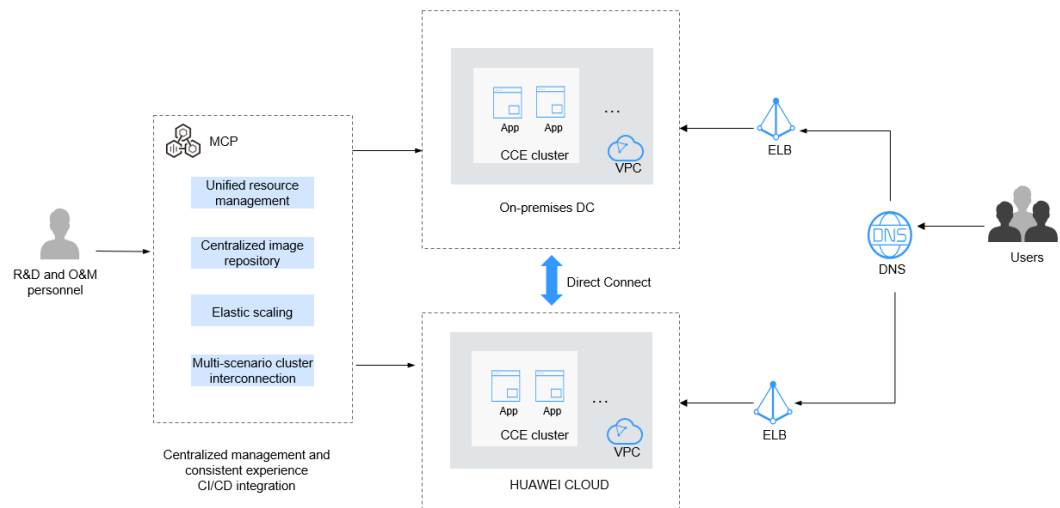 R&D and O&M
personnel
MCP
Unified resource
management
Centralized image
repository
Elastic scaling
Multi-scenario cluster
interconnection
Centralized management and
consistent experience
CI/CD integration
App
App
...
CCE cluster
VPC
On-premises DC
Direct Connect
App
App
...
CCE cluster
VPC
HUAWEI CLOUD
ELB
ELB
DNS
DNS
Users